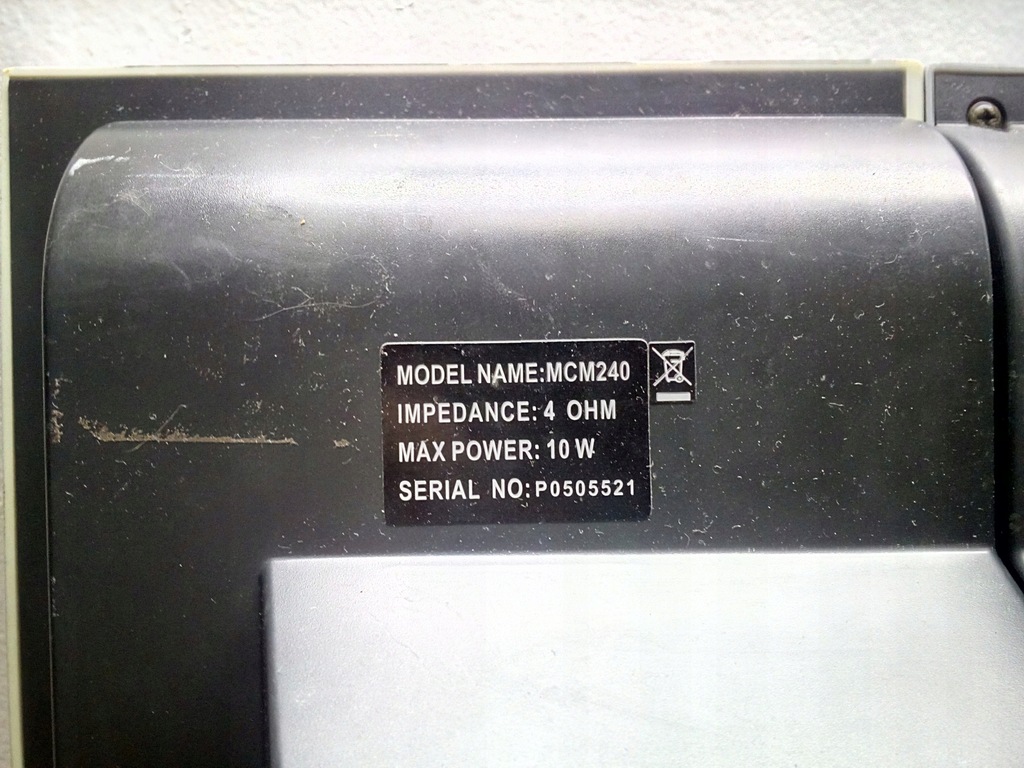 MODEL NAME:MCM240
IMPEDANCE: 4 OHM
MAX POWER: 10 W
SERIAL NO: P0505521